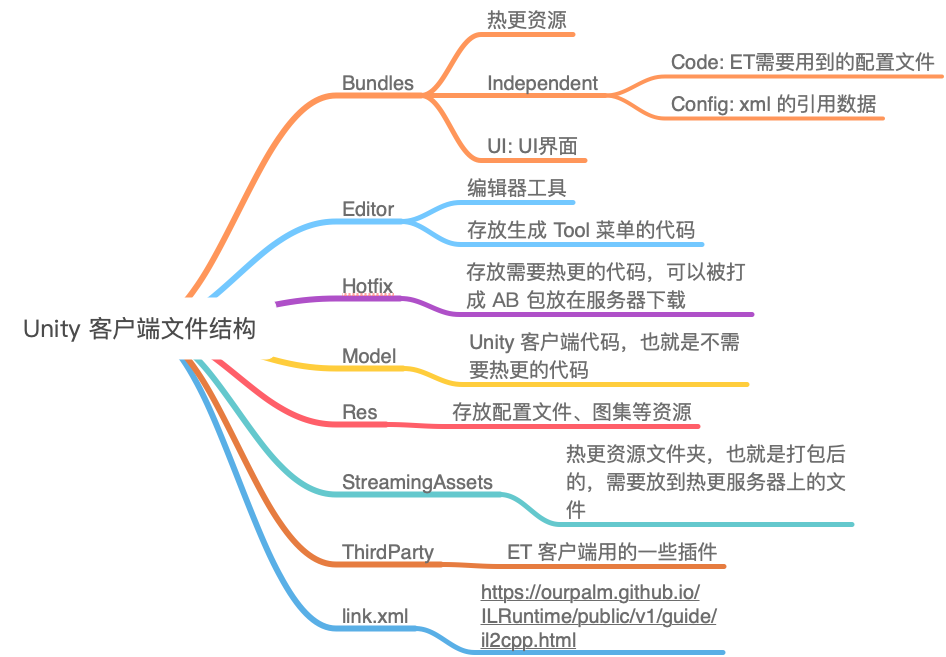 Unity 客户端文件结构
Bundles
热更资源
Independent
Code: ET需要用到的配置文件
Config: xml 的引用数据
UI: UI界面
Editor
编辑器工具
存放生成 Tool 菜单的代码
Hotfix
存放需要热更的代码，可以被打
成 AB 包放在服务器下载
Model
Unity 客户端代码，也就是不需
要热更的代码
Res
存放配置文件、图集等资源
StreamingAssets
热更资源文件夹，也就是打包后
的，需要放到热更服务器上的文
件
ThirdParty
ET 客户端用的一些插件
link.xml
https://ourpalm.github.io/
ILRuntime/public/v1/guide/
il2cpp.html